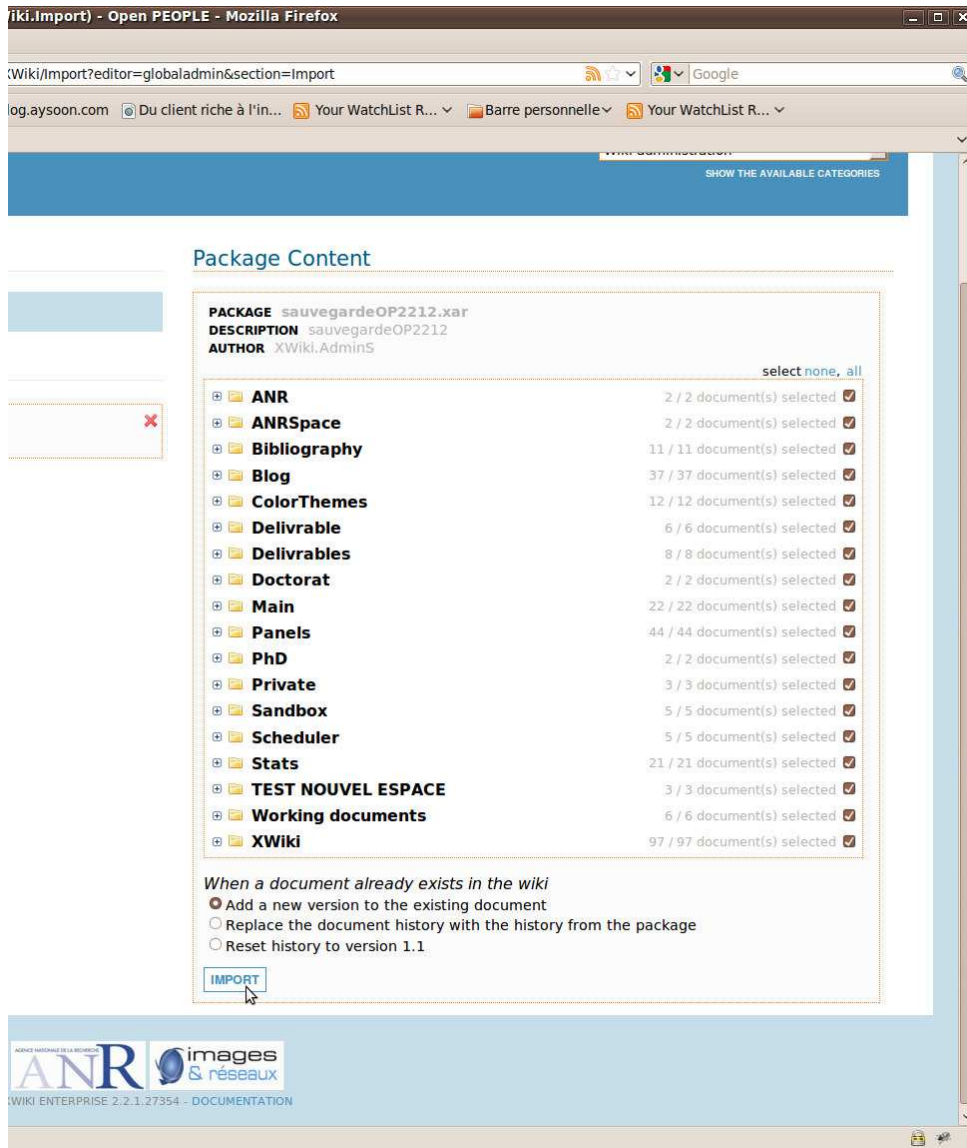 Wiki.Import) - Open PEOPLE - Mozilla Firefox
XWiki/Import?editor=globaladmin&section=Import
Google
log.aysoon.com Du client riche à l'in... Your WatchList R... Barre personnelle Your WatchList R...
Wiki administration
SHOW THE AVAILABLE CATEGORIES
Package Content
PACKAGE sauvegardeOP2212.xar
DESCRIPTION sauvegardeOP2212
AUTHOR XWiki.AdminS
select none, all
ANR 2 / 2 document(s) selected
ANRSpace 2 / 2 document(s) selected
Bibliography 11 / 11 document(s) selected
Blog 37 / 37 document(s) selected
ColorThemes 12 / 12 document(s) selected
Delivrable 6 / 6 document(s) selected
Delivrables 8 / 8 document(s) selected
Doctorat 2 / 2 document(s) selected
Main 22 / 22 document(s) selected
Panels 44 / 44 document(s) selected
PhD 2 / 2 document(s) selected
Private 3 / 3 document(s) selected
Sandbox 5 / 5 document(s) selected
Scheduler 5 / 5 document(s) selected
Stats 21 / 21 document(s) selected
TEST NOUVEL ESPACE 3 / 3 document(s) selected
Working documents 6 / 6 document(s) selected
XWiki 97 / 97 document(s) selected
When a document already exists in the wiki
Add a new version to the existing document
Replace the document history with the history from the package
Reset history to version 1.1
IMPORT
AGENCE NATIONALE DE LA RECHERCHE
ANR
images
& réseaux
XWIKI ENTERPRISE 2.2.1.27354 - DOCUMENTATION